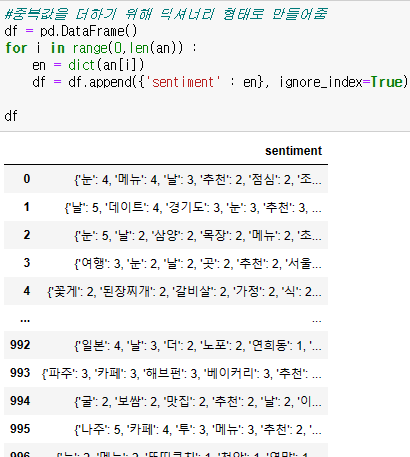 #중복값을 더하기 위해 딕셔너리 형태로 만들어줌
df = pd.DataFrame()
for i in range(0,len(an)) :
    en = dict(an[i])
    df = df.append({'sentiment' : en}, ignore_index=True)
df
sentiment
0 {'눈': 4, '메뉴': 4, '날': 3, '추천': 2, '점심': 2, '조...
1 {'날': 5, '데이트': 4, '경기도': 3, '눈': 3, '추천': 3, ...
2 {'눈': 5, '날': 2, '삼양': 2, '목장': 2, '메뉴': 2, '초...
3 {'여행': 3, '눈': 2, '날': 2, '곳': 2, '추천': 2, '서울...
4 {'꽃게': 2, '된장찌개': 2, '갈비살': 2, '가정': 2, '식': 2...
... ...
992 {'일본': 4, '날': 3, '더': 2, '노포': 2, '연희동': 1, '...
993 {'파주': 3, '카페': 3, '해브펀': 3, '베이커리': 3, '추천':...
994 {'굴': 2, '보쌈': 2, '맛집': 2, '추천': 2, '날': 2, '이...
995 {'나주': 5, '카페': 4, '투': 3, '메뉴': 3, '추천': 2, '...
996